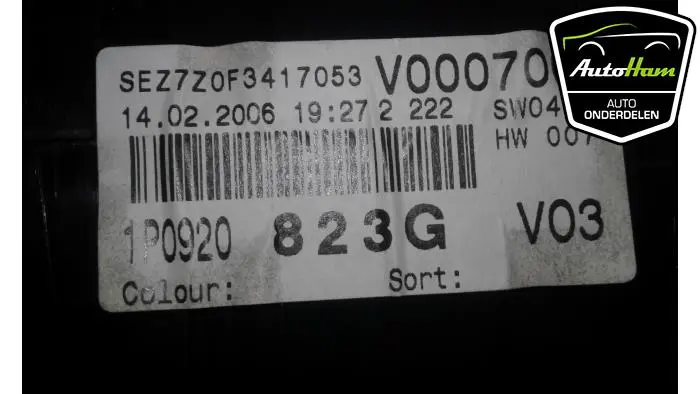 SEZ7Z0F3417053 V00070
14.02.2006 19:27 2 222 SW04
HW 007
1P0920 823G V03
Colour: Sort:
AutoHam
AUTO
ONDERDELEN